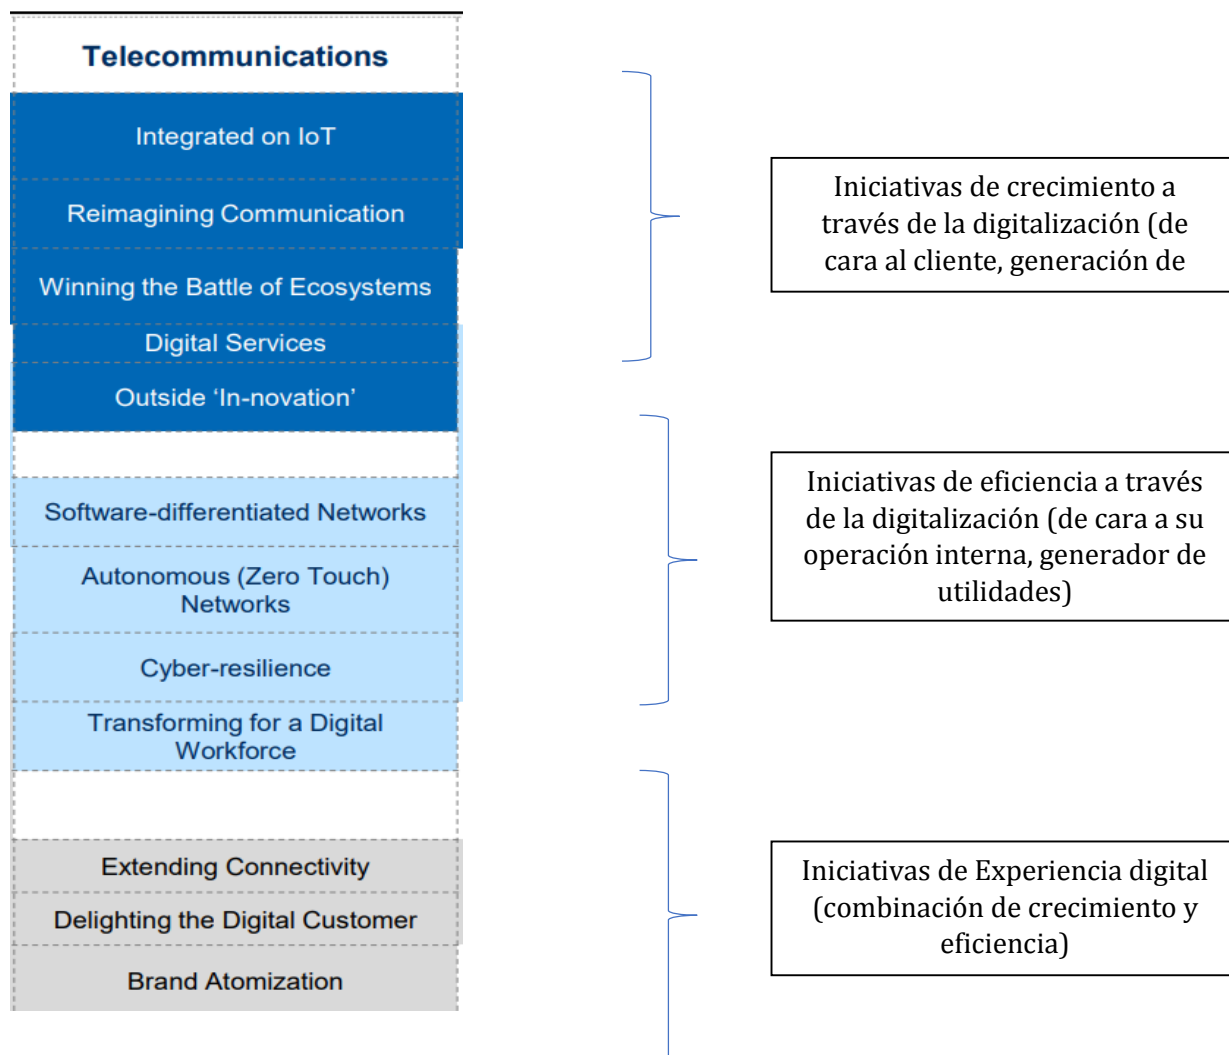 Telecommunications
Integrated on IoT
Reimagining Communication
Winning the Battle of Ecosystems
Digital Services
Outside ‘In-novation’
Software-differentiated Networks
Autonomous (Zero Touch)
Networks
Cyber-resilience
Transforming for a Digital
Workforce
Extending Connectivity
Delighting the Digital Customer
Brand Atomization
Iniciativas de crecimiento a
través de la digitalización (de
cara al cliente, generación de
Iniciativas de eficiencia a través
de la digitalización (de cara a su
operación interna, generador de
utilidades)
Iniciativas de Experiencia digital
(combinación de crecimiento y
eficiencia)